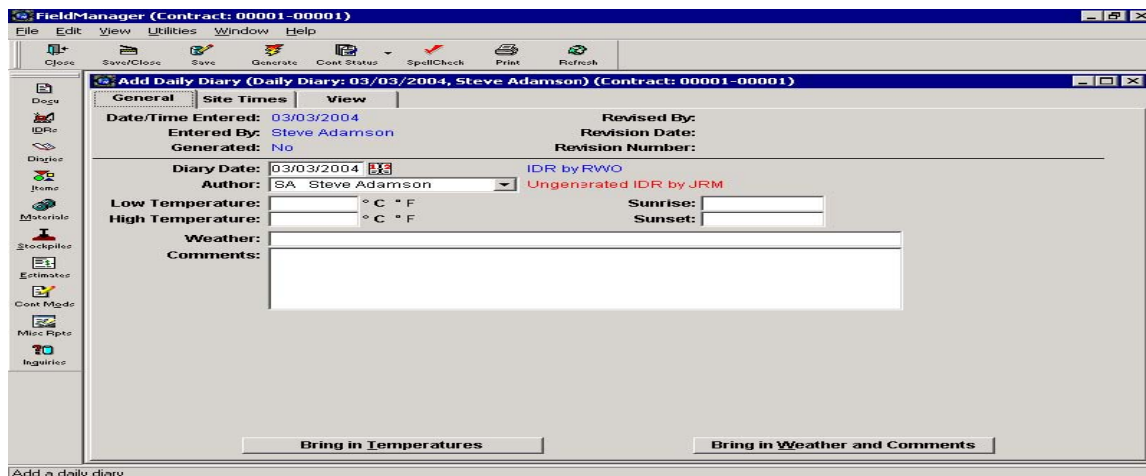 FieldManager (Contract: 00001-00001)
File Edit View Utilities Window Help
Close Save/Close Save Generate Cont Status SpellCheck Print Refresh
Add Daily Diary (Daily Diary: 03/03/2004, Steve Adamson) (Contract: 00001-00001)
General Site Times View
Docu
IDRs
Diaries
Items
Materials
Stockpiles
Estimates
Cont Mods
Misc Rpts
Inquiries
Date/Time Entered: 03/03/2004 Revised By:
Entered By: Steve Adamson Revision Date:
Generated: No Revision Number:
Diary Date: 03/03/2004 IDR by RWO
Author: SA Steve Adamson Ungenerated IDR by JRM
Low Temperature: ° C ° F Sunrise:
High Temperature: ° C ° F Sunset:
Weather:
Comments:
Bring in Temperatures Bring in Weather and Comments
Add a daily diary